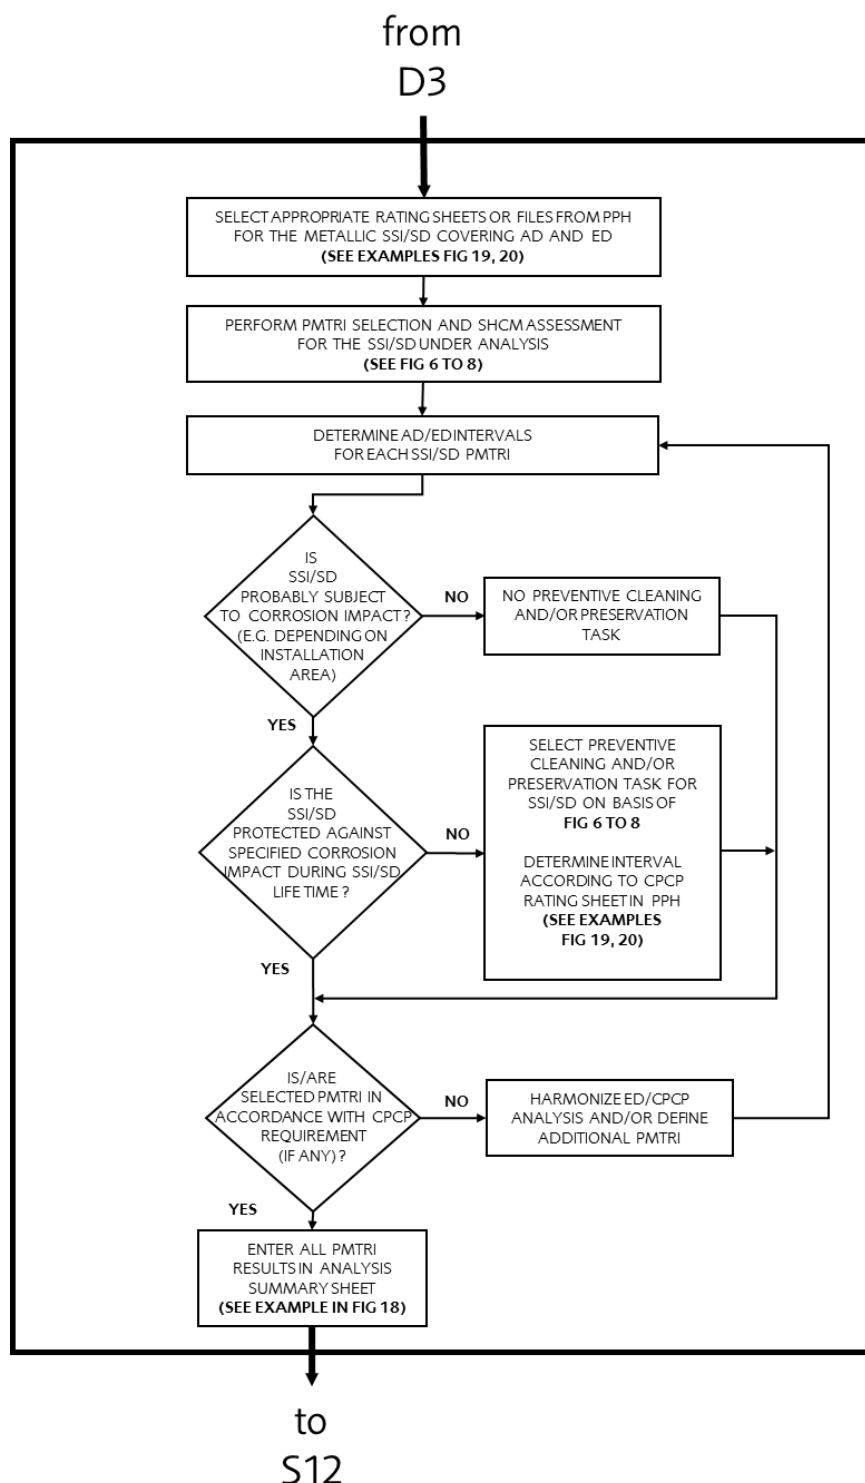 from
D3
SELECT APPROPRIATE RATING SHEETS OR FILES FROM PPH
FOR THE METALLIC SSI/SD COVERING AD AND ED
(SEE EXAMPLES FIG 19, 20)
PERFORM PMTRI SELECTION AND SHCM ASSESSMENT
FOR THE SSI/SD UNDER ANALYSIS
(SEE FIG 6 TO 8)
DETERMINE AD/ED INTERVALS
FOR EACH SSI/SD PMTRI
IS
SSI/SD
PROBABLY SUBJECT
TO CORROSION IMPACT?
(E.G. DEPENDING ON
INSTALLATION
AREA)
NO
NO PREVENTIVE CLEANING
AND/OR PRESERVATION
TASK
YES
IS THE
SSI/SD
PROTECTED AGAINST
SPECIFIED CORROSION
IMPACT DURING SSI/SD
LIFE TIME ?
NO
SELECT PREVENTIVE
CLEANING AND/OR
PRESERVATION TASK FOR
SSI/SD ON BASIS OF
FIG 6 TO 8
DETERMINE INTERVAL
ACCORDING TO CPCP
RATING SHEET IN PPH
(SEE EXAMPLES
FIG 19, 20)
YES
IS/ARE
SELECTED PMTRI IN
ACCORDANCE WITH CPCP
REQUIREMENT
(IF ANY) ?
NO
HARMONIZE ED/CPCP
ANALYSIS AND/OR DEFINE
ADDITIONAL PMTRI
YES
ENTER ALL PMTRI
RESULTS IN ANALYSIS
SUMMARY SHEET
(SEE EXAMPLE IN FIG 18)
to
S12